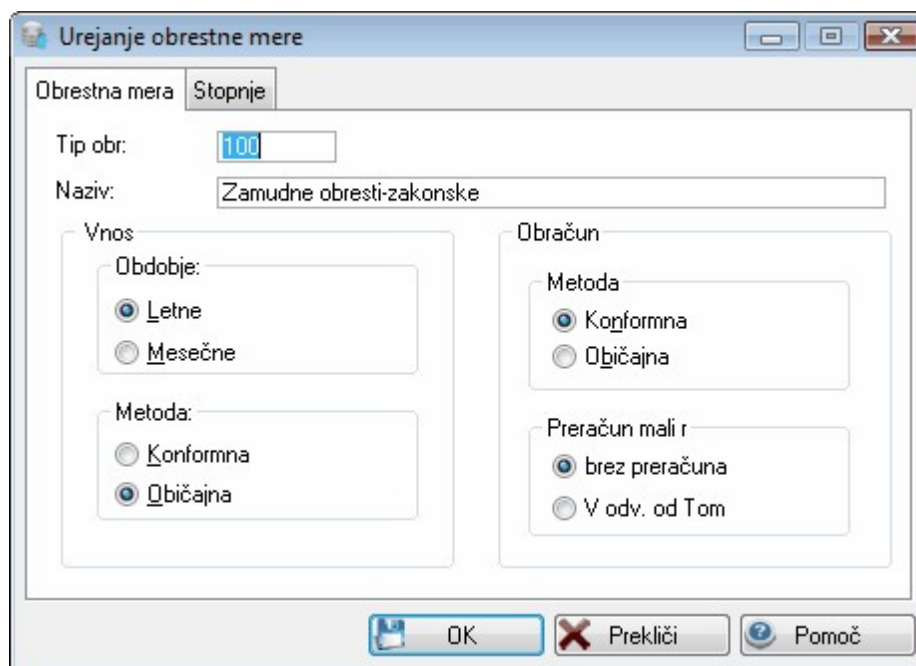 Urejanje obrestne mere
Obrestna mera Stopnje
Tip obr: 100
Naziv: Zamudne obresti-zakonske
Vnos
Obdobje:
Letne
Mesečne
Metoda:
Konformna
Običajna
Obračun
Metoda
Konformna
Običajna
Preračun mali r
brez preračuna
V odv. od Tom
OK Prekliči Pomoč